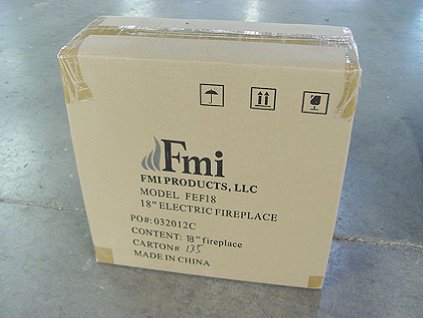 Fmi
FMI PRODUCTS, LLC
MODEL FEF18
18" ELECTRIC FIREPLACE
PO#: 032012C
CONTENT: 18" fireplace
CARTON# 135
MADE IN CHINA